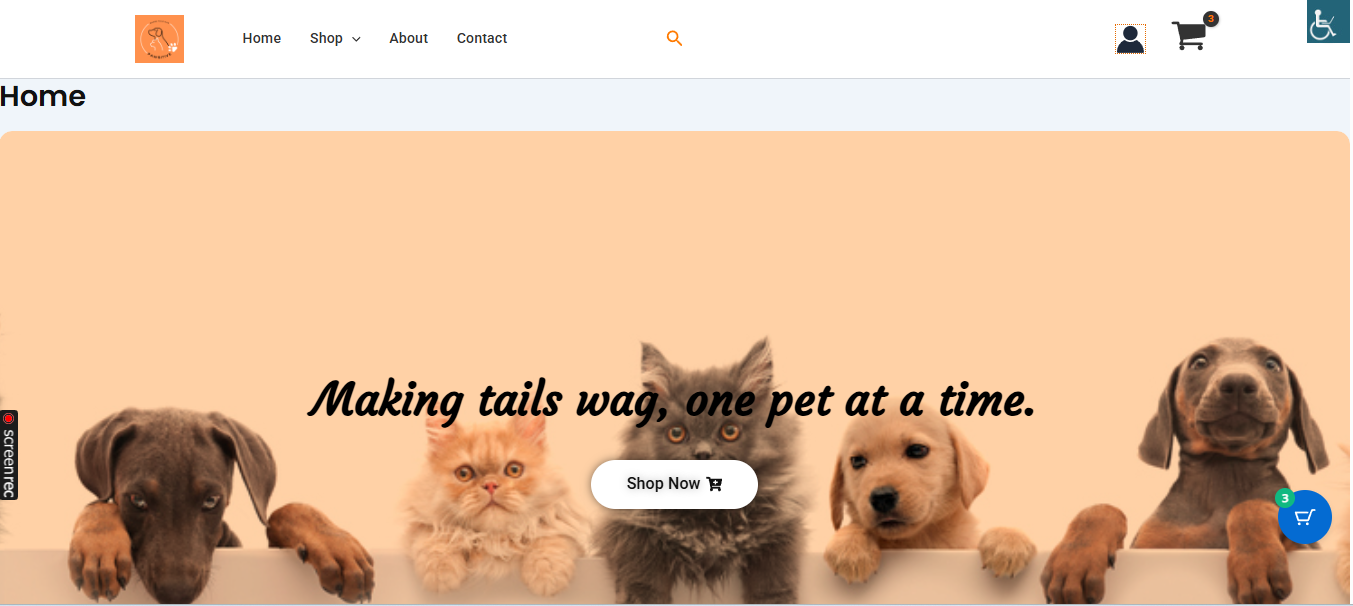 Home
Shop
About
Contact
3
Home
Making tails wag, one pet at a time.
Shop Now
screenrec
3